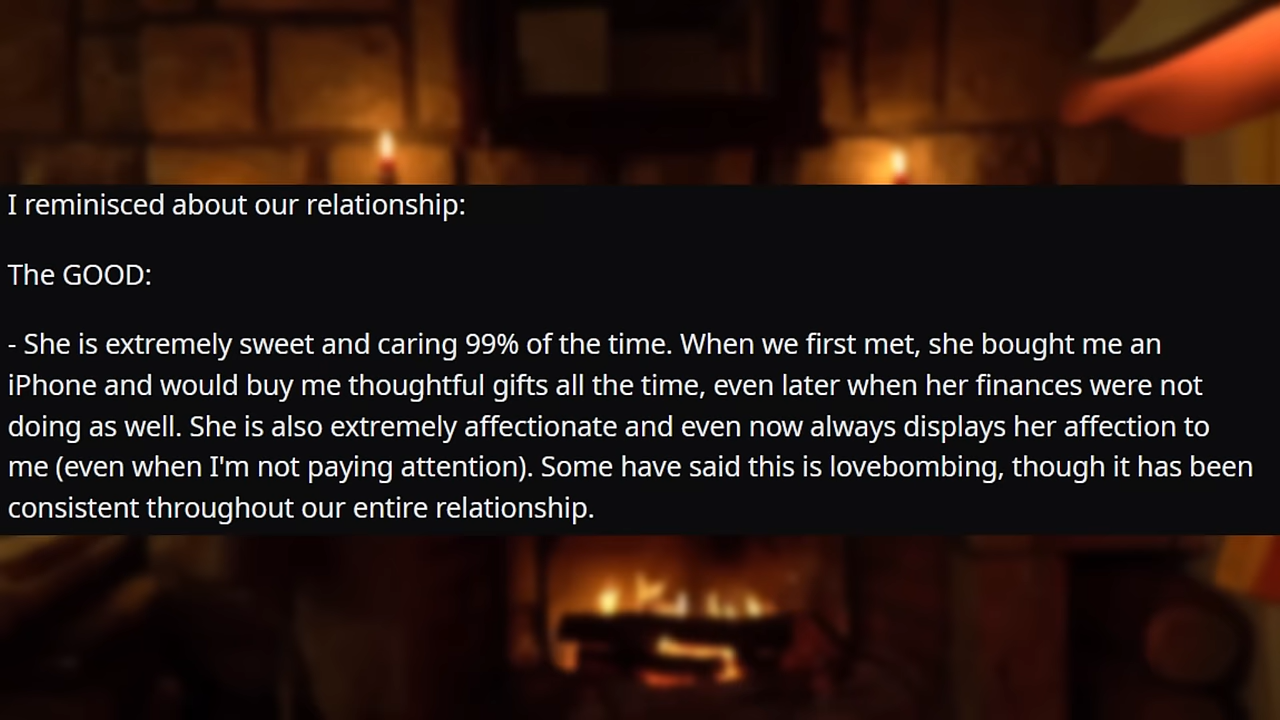 I reminisced about our relationship:
The GOOD:
- She is extremely sweet and caring 99% of the time. When we first met, she bought me an
iPhone and would buy me thoughtful gifts all the time, even later when her finances were not
doing as well. She is also extremely affectionate and even now always displays her affection to
me (even when I'm not paying attention). Some have said this is lovebombing, though it has been
consistent throughout our entire relationship.